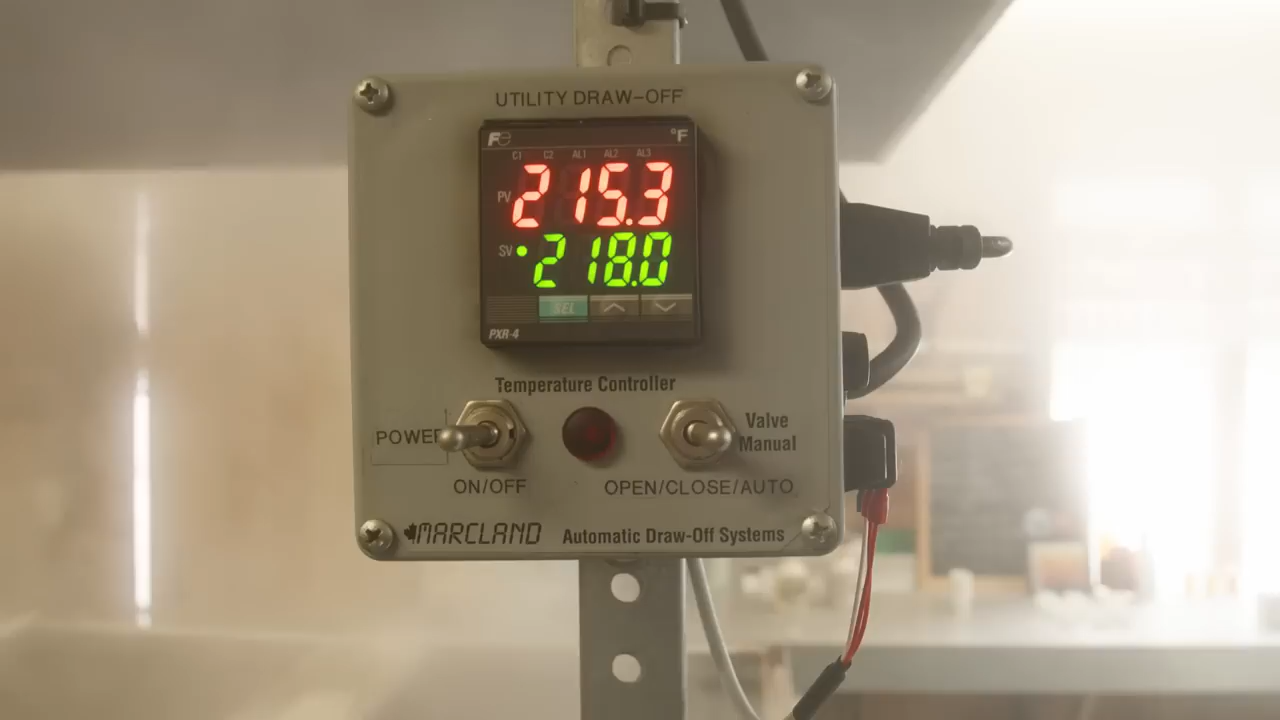 UTILITY DRAW-OFF
Fe °F
C1 C2 AL1 AL2 AL3
PV 215.3
SV 218.0
SEL
PXR-4
Temperature Controller
POWER
Valve
Manual
ON/OFF
OPEN/CLOSE/AUTO
MARCLAND Automatic Draw-Off Systems